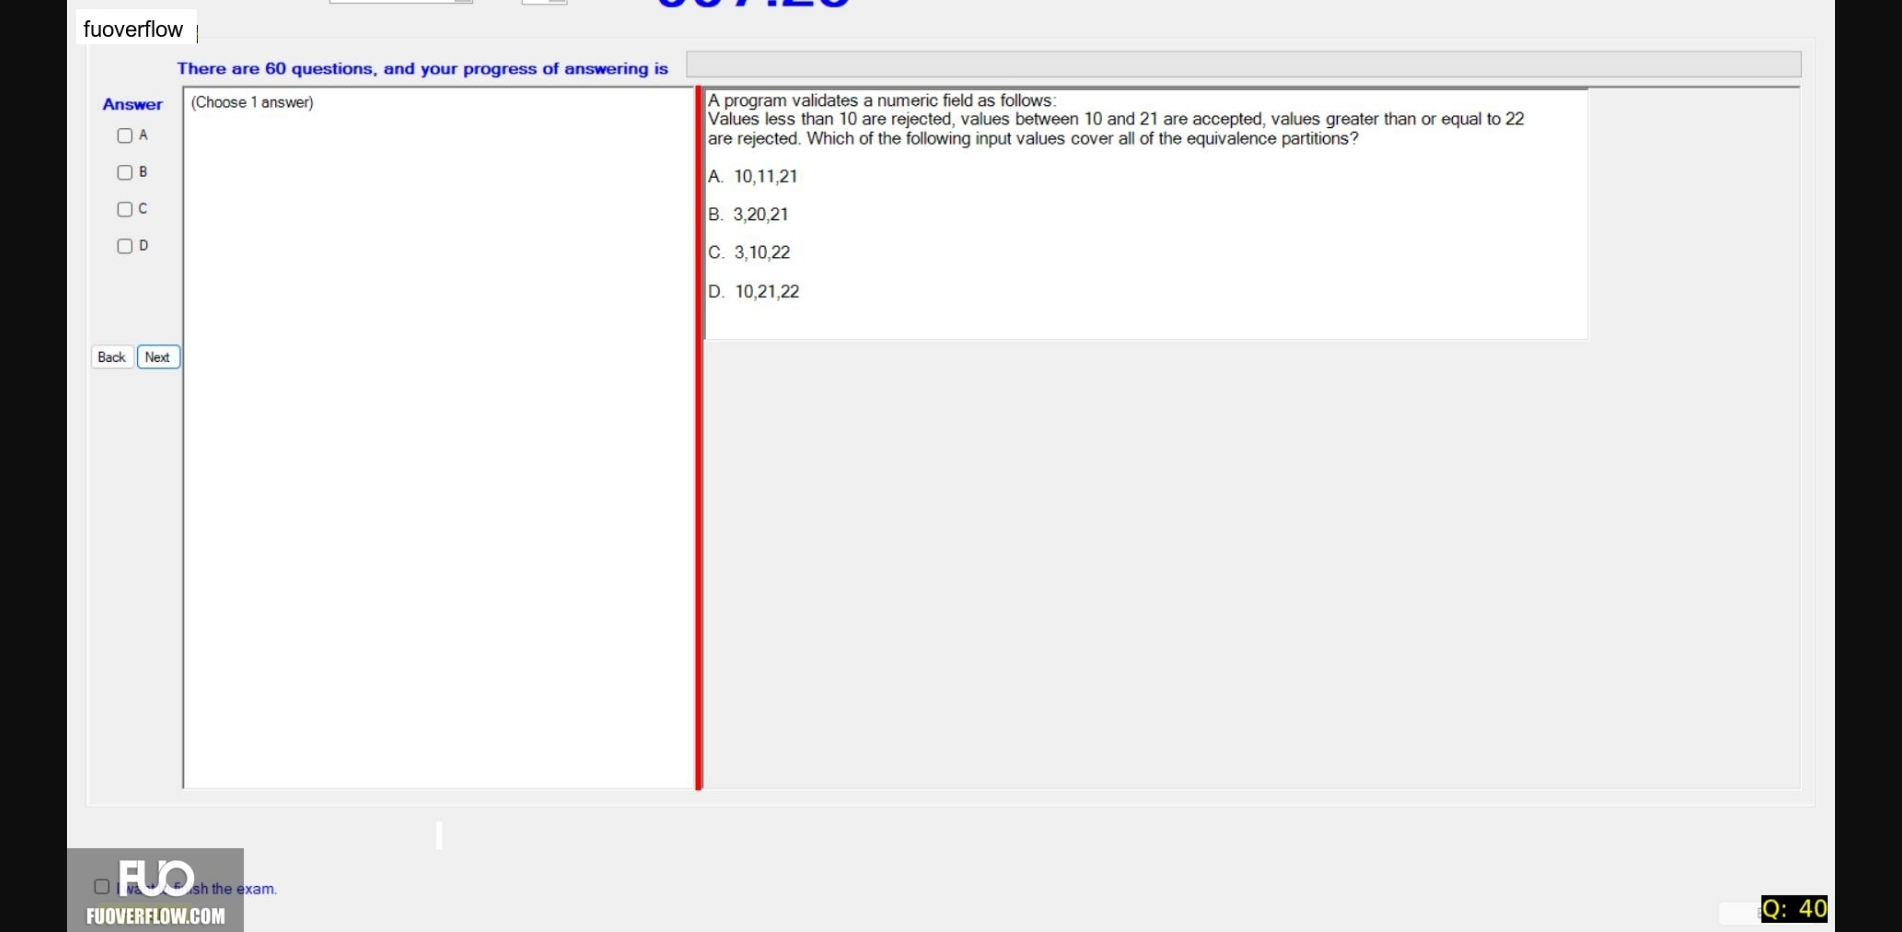 fuoverflow
There are 60 questions, and your progress of answering is
Answer
(Choose 1 answer)
A
B
C
D
Back
Next
A program validates a numeric field as follows:
Values less than 10 are rejected, values between 10 and 21 are accepted, values greater than or equal to 22
are rejected. Which of the following input values cover all of the equivalence partitions?
A. 10,11,21
B. 3,20,21
C. 3,10,22
D. 10,21,22
FUO
the exam.
FUOVERFLOW.COM
Q: 40